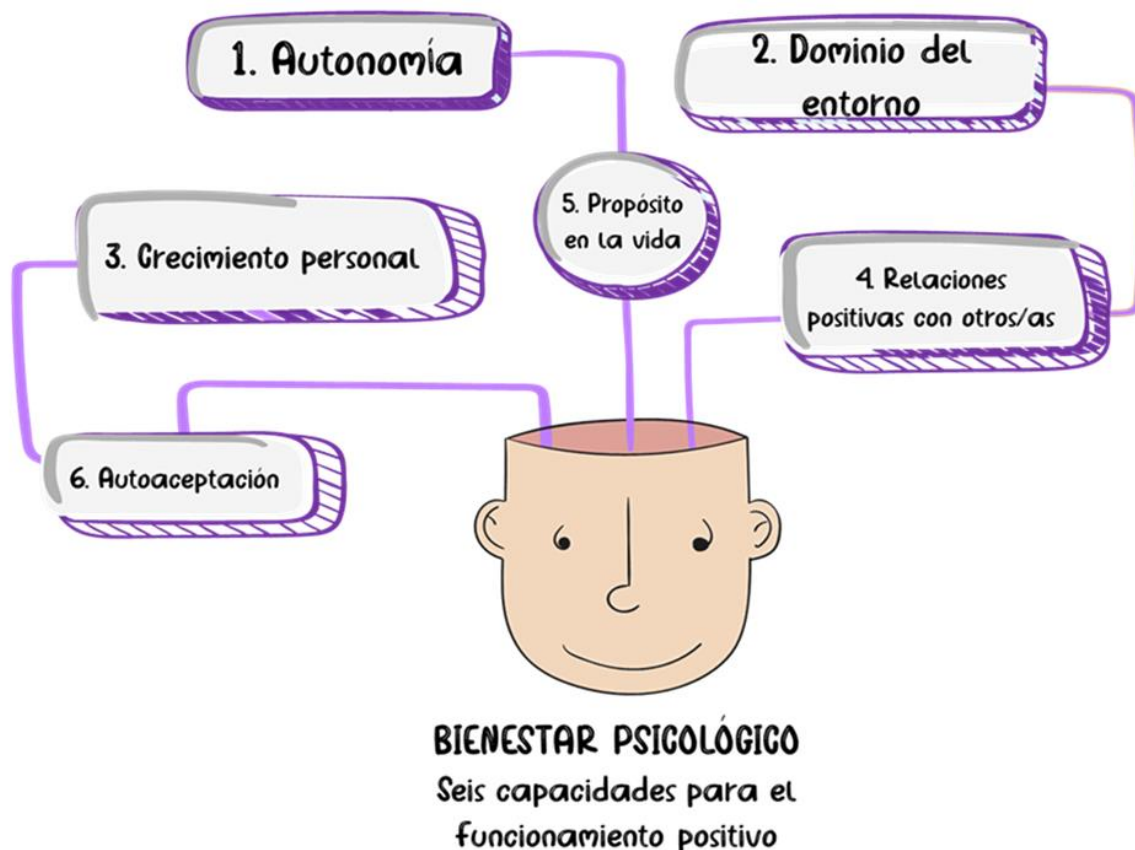 1. Autonomía
2. Dominio del
entorno
3. Crecimiento personal
4. Relaciones
positivas con otros/as
5. Propósito
en la vida
6. Autoaceptación
BIENESTAR PSICOLÓGICO
Seis capacidades para el
funcionamiento positivo